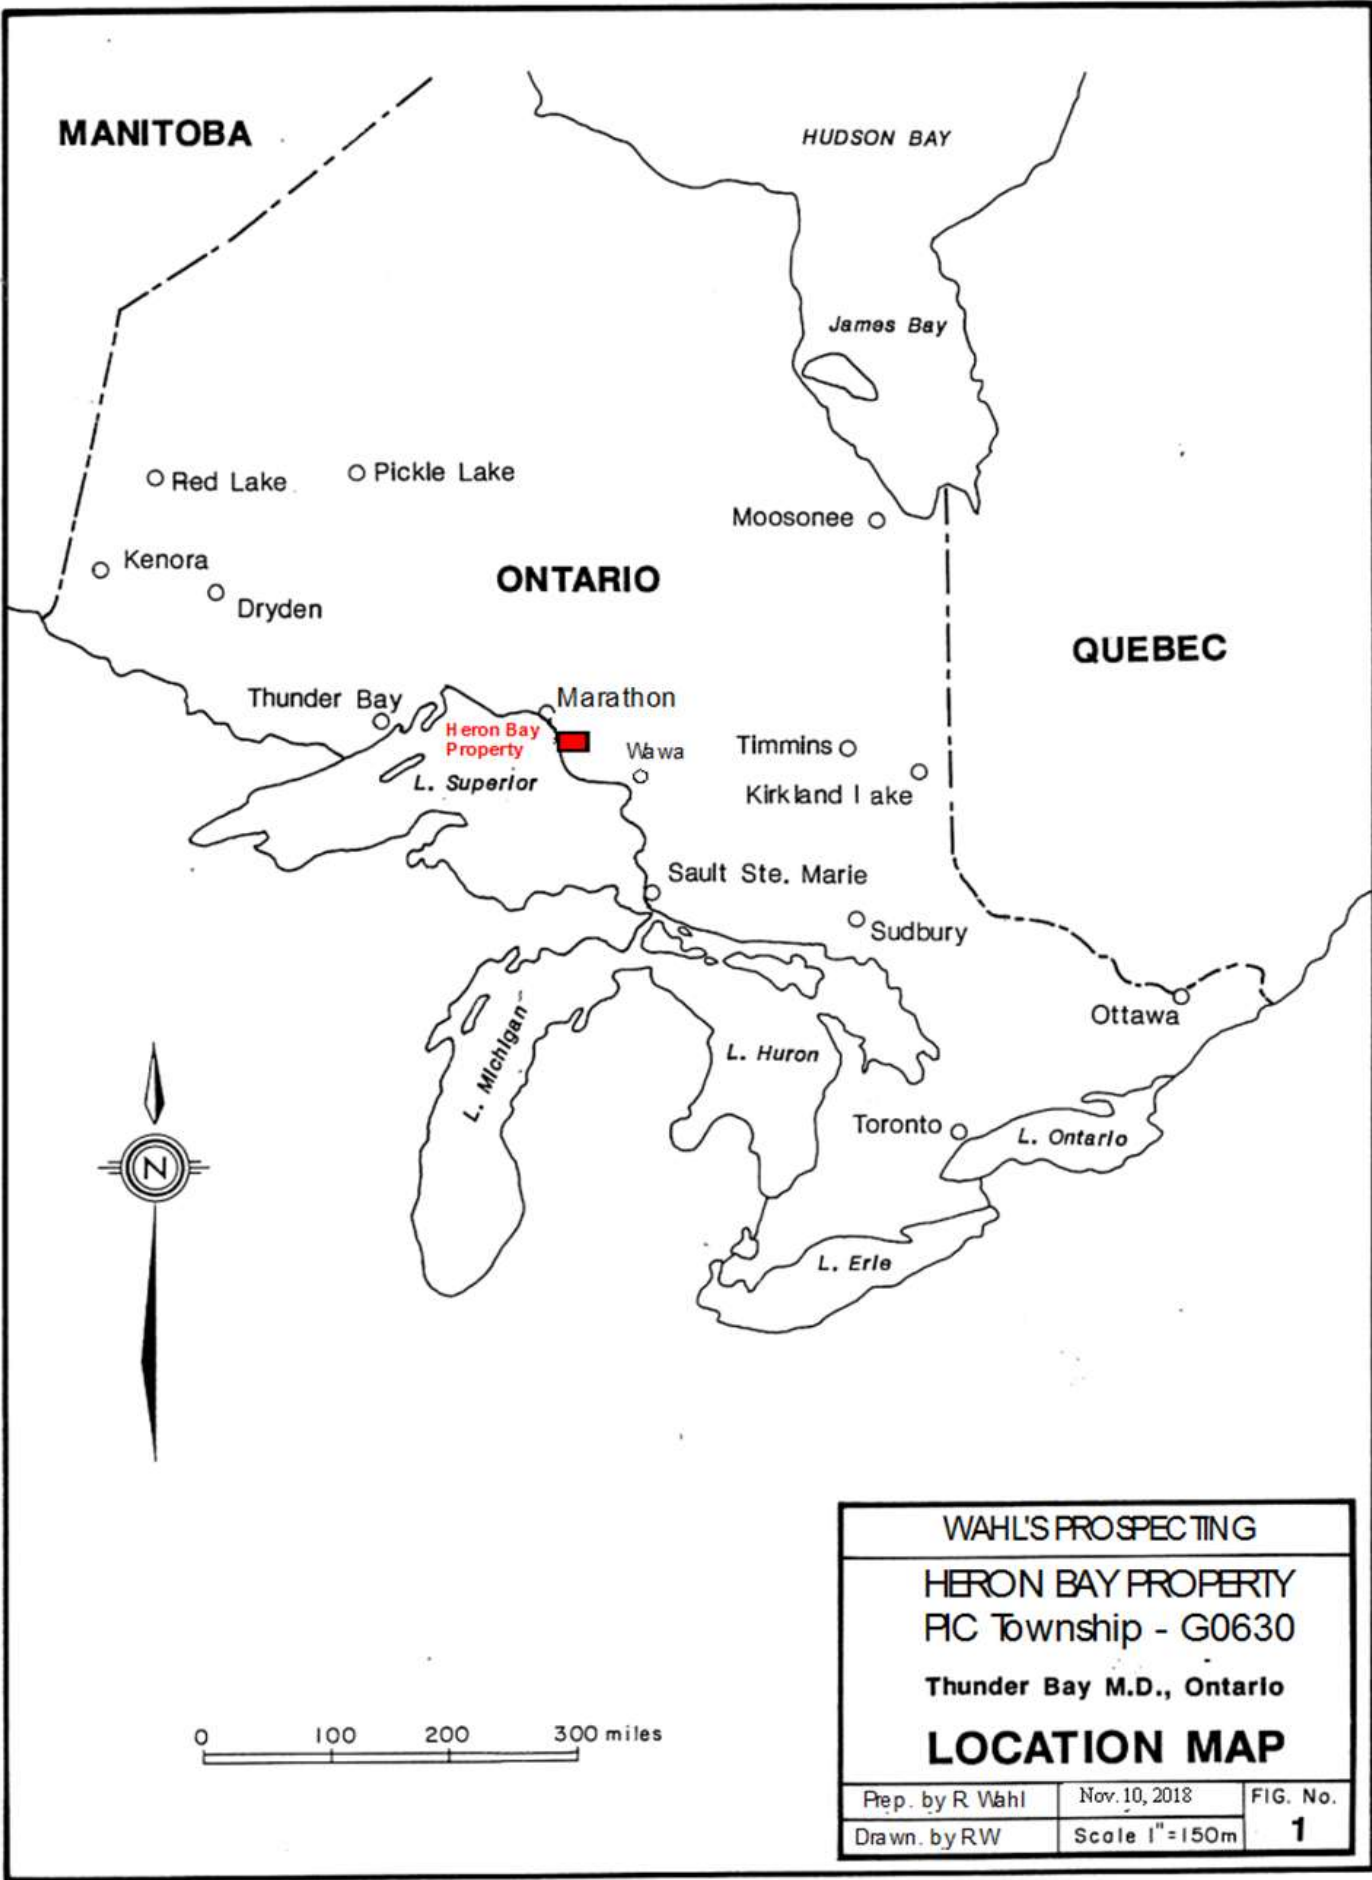 MANITOBA
HUDSON BAY
James Bay
Red Lake
Pickle Lake
Moosonee
Kenora
ONTARIO
Dryden
QUEBEC
Thunder Bay
Marathon
Heron Bay
Property
Wawa
Timmins
L. Superior
Kirkland l ake
Sault Ste. Marie
Sudbury
Ottawa
L. Michigan
L. Huron
Toronto
L. Ontario
N
L. Erie
WAHL'S PROSPECTING
HERON BAY PROPERTY
PIC Township - G0630
Thunder Bay M.D., Ontario
LOCATION MAP
0 100 200 300 miles
Prep. by R Wahl
Nov. 10, 2018
FIG. No.
Drawn. by RW
Scale 1"=150m
1